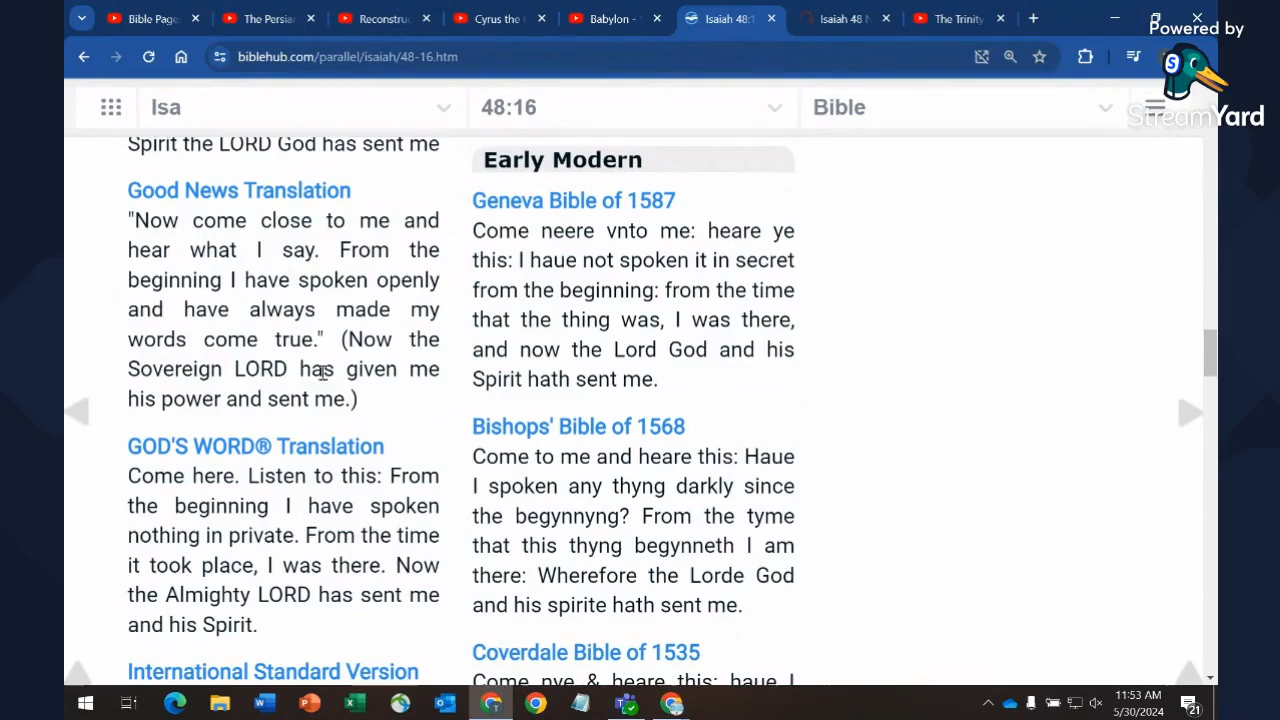 Bible Page
The Persia
Reconstruc
Cyrus the
Babylon -
Isaiah 48:1
Isaiah 48
The Trinity
Powered by
StreamYard
biblehub.com/parallel/isaiah/48-16.htm
Isa
48:16
Bible
Spirit the LORD God has sent me
Good News Translation
"Now come close to me and
hear what I say. From the
beginning I have spoken openly
and have always made my
words come true." (Now the
Sovereign LORD has given me
his power and sent me.)
GOD'S WORD® Translation
Come here. Listen to this: From
the beginning I have spoken
nothing in private. From the time
it took place, I was there. Now
the Almighty LORD has sent me
and his Spirit.
International Standard Version
Early Modern
Geneva Bible of 1587
Come neere vnto me: heare ye
this: I haue not spoken it in secret
from the beginning: from the time
that the thing was, I was there,
and now the Lord God and his
Spirit hath sent me.
Bishops' Bible of 1568
Come to me and heare this: Haue
I spoken any thyng darkly since
the begynnyng? From the tyme
that this thyng begynneth I am
there: Wherefore the Lorde God
and his spirite hath sent me.
Coverdale Bible of 1535
Come nye & heare this: haue I
11:53 AM
5/30/2024
21